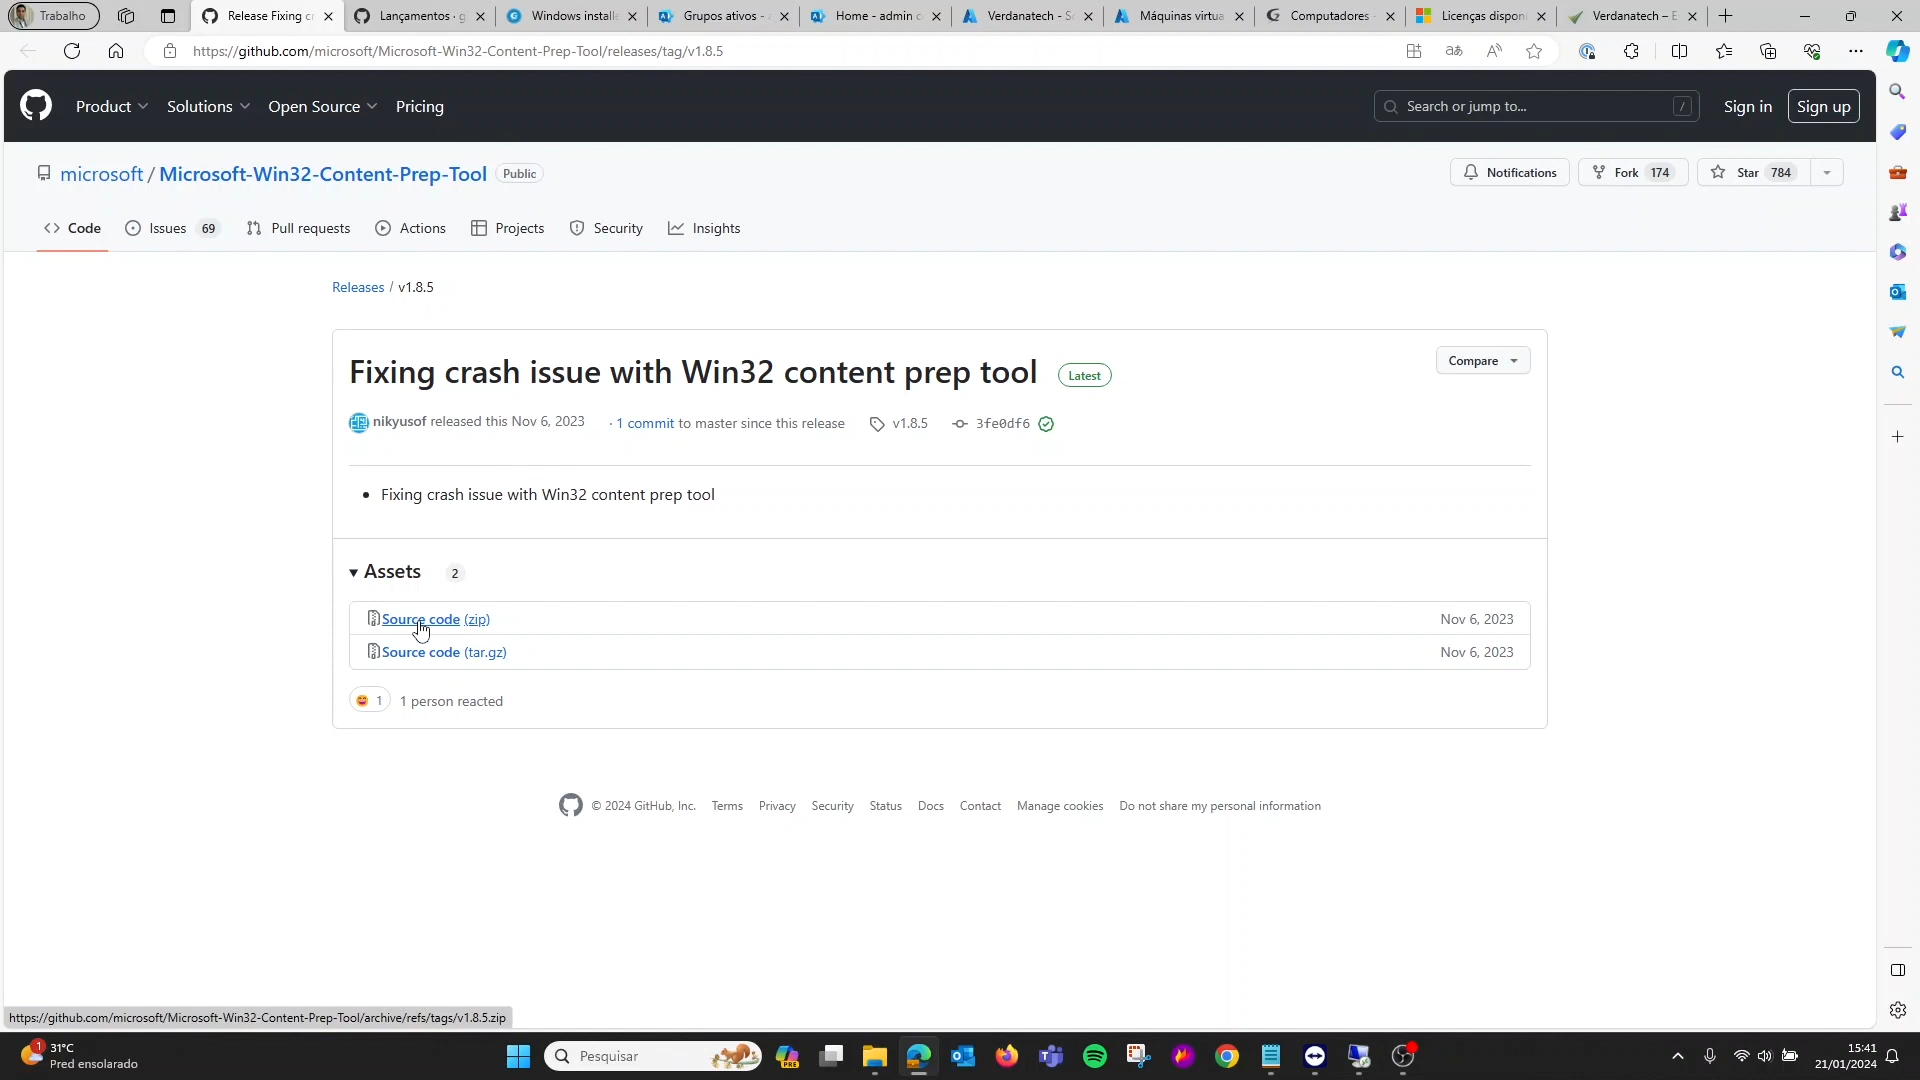 Trabalho
Release Fixing cr
Lançamentos · g
Windows installe
Grupos ativos - 
Home - admin c
Verdanatech - S
Máquinas virtua
Computadores -
Licenças disponí
Verdanatech – E
https://github.com/microsoft/Microsoft-Win32-Content-Prep-Tool/releases/tag/v1.8.5
Product
Solutions
Open Source
Pricing
Search or jump to...
/
Sign in
Sign up
microsoft / Microsoft-Win32-Content-Prep-Tool
Public
Notifications
Fork 174
Star 784
Code
Issues 69
Pull requests
Actions
Projects
Security
Insights
Releases / v1.8.5
Fixing crash issue with Win32 content prep tool
Latest
Compare
nikyusof released this Nov 6, 2023
· 1 commit to master since this release
v1.8.5
3fe0df6
Fixing crash issue with Win32 content prep tool
Assets 2
Source code (zip)
Nov 6, 2023
Source code (tar.gz)
Nov 6, 2023
1
1 person reacted
© 2024 GitHub, Inc.
Terms
Privacy
Security
Status
Docs
Contact
Manage cookies
Do not share my personal information
https://github.com/microsoft/Microsoft-Win32-Content-Prep-Tool/archive/refs/tags/v1.8.5.zip
1
31°C
Pred ensolarado
Pesquisar
PRE
15:41
21/01/2024